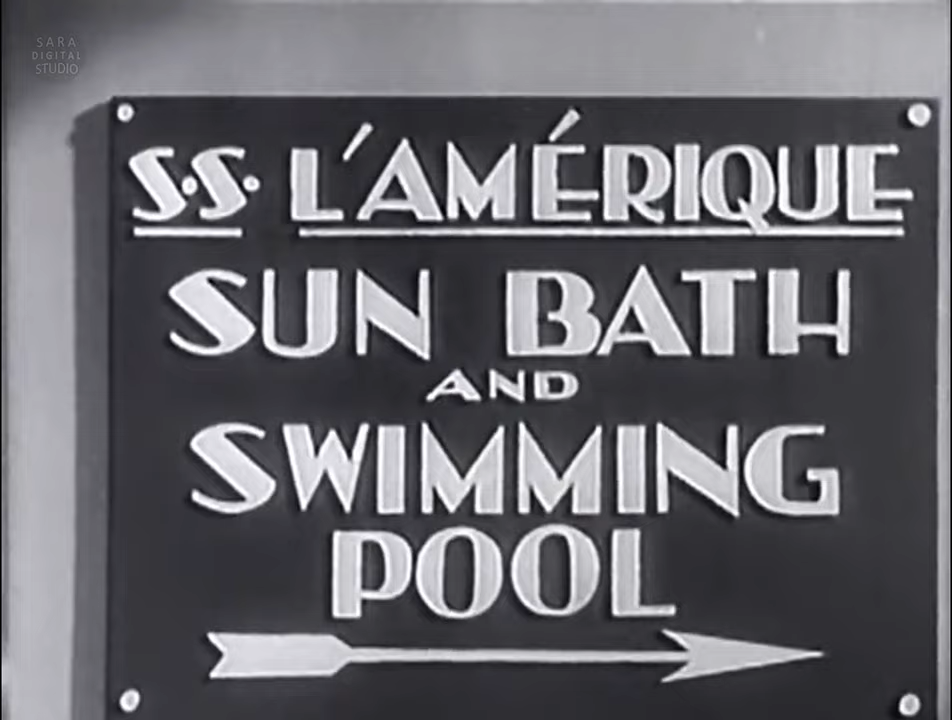 SARA
DIGITAL
STUDIO
S.S. L'AMÉRIQUE
SUN BATH
AND
SWIMMING
POOL